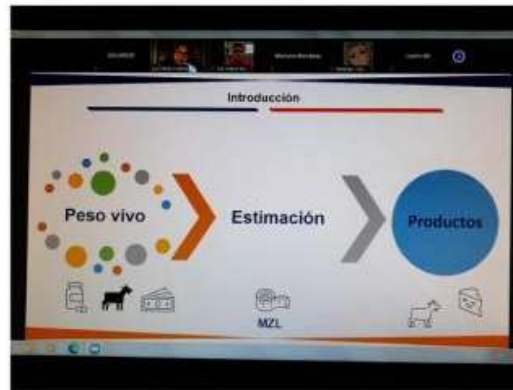 Introducción
Peso vivo
Estimación
Productos
MZL